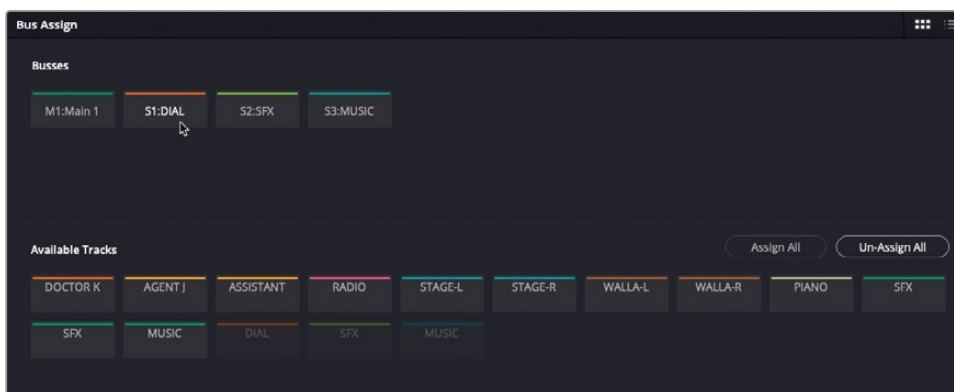 Bus Assign
Busses
M1:Main 1 S1:DIAL S2:SFX S3:MUSIC
Available Tracks Assign All Un-Assign All
DOCTOR K AGENT J ASSISTANT RADIO STAGE-L STAGE-R WALLA-L WALLA-R PIANO SFX
SFX MUSIC DIAL SFX MUSIC